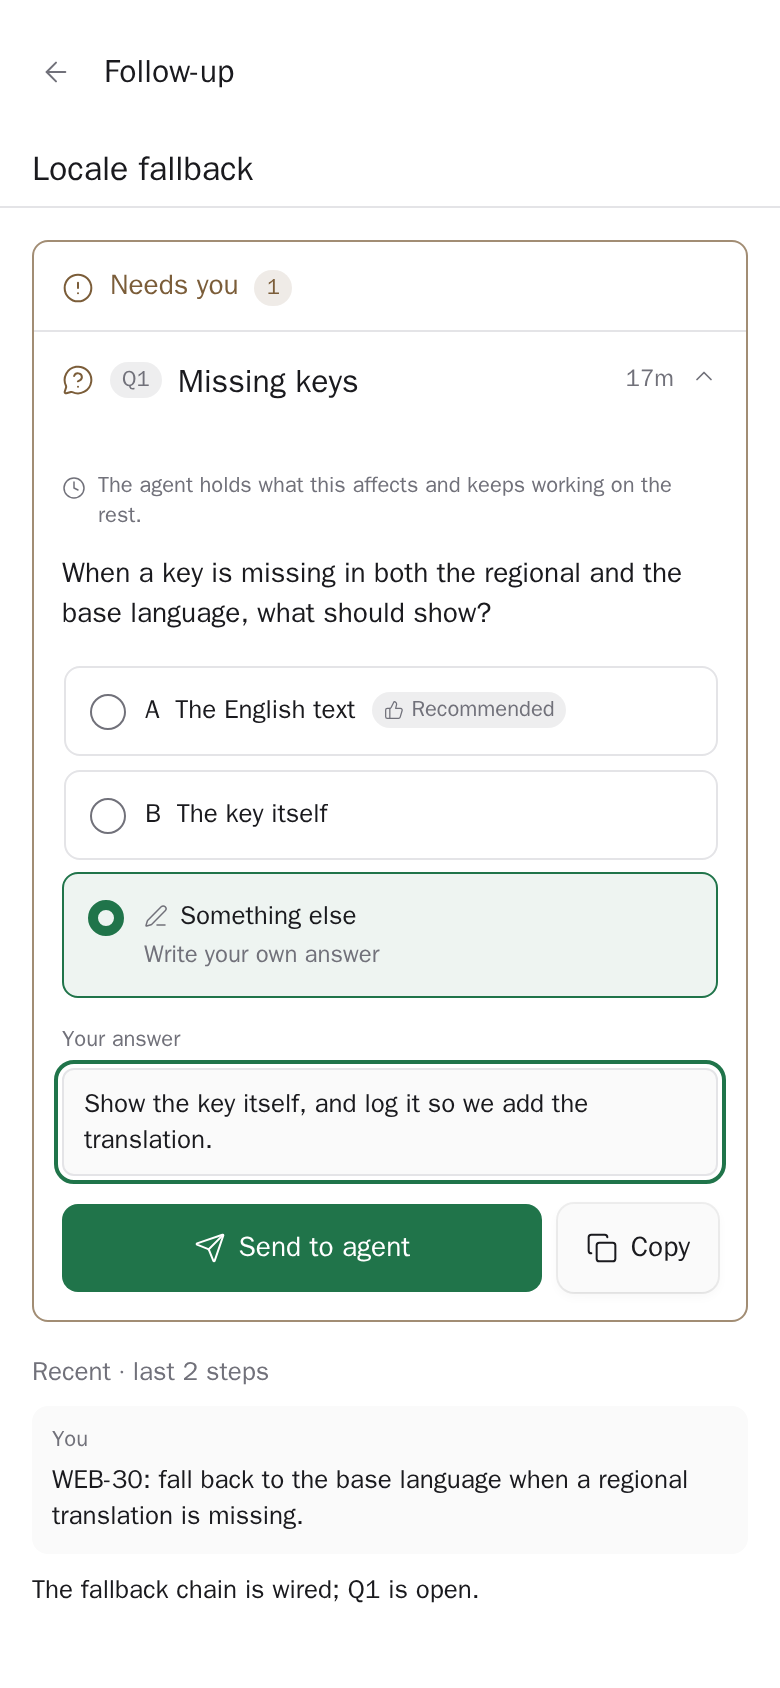 Follow-up
Locale fallback
Needs you 1
Q1 Missing keys 17m
The agent holds what this affects and keeps working on the
rest.
When a key is missing in both the regional and the
base language, what should show?
A The English text Recommended
B The key itself
Something else
Write your own answer
Your answer
Show the key itself, and log it so we add the
translation.
Send to agent Copy
Recent · last 2 steps
You
WEB-30: fall back to the base language when a regional
translation is missing.
The fallback chain is wired; Q1 is open.